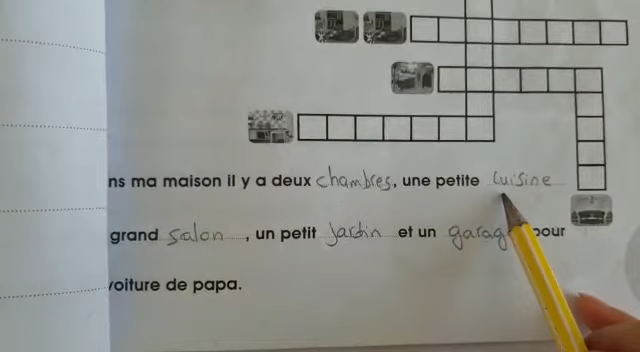 ns ma maison il y a deux chambres, une petite cuisine
grand salon, un petit jardin et un garag pour
voiture de papa.